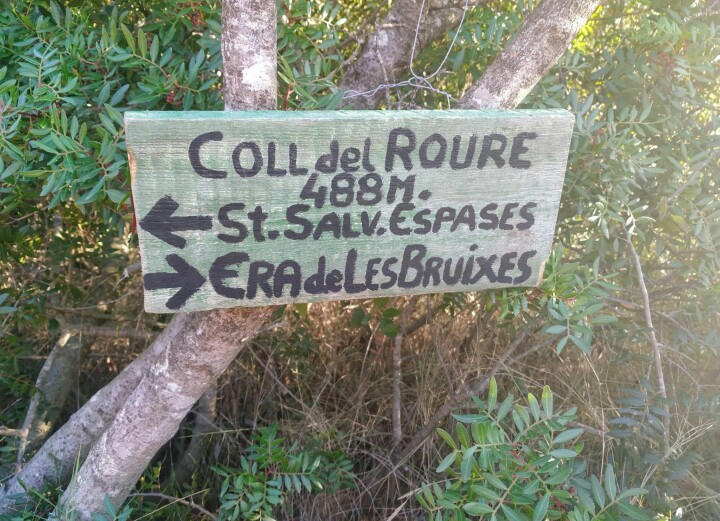 COLL del ROURE
488M.
← St. SALV. ESPASES
→ ERA de LES BRUIXES